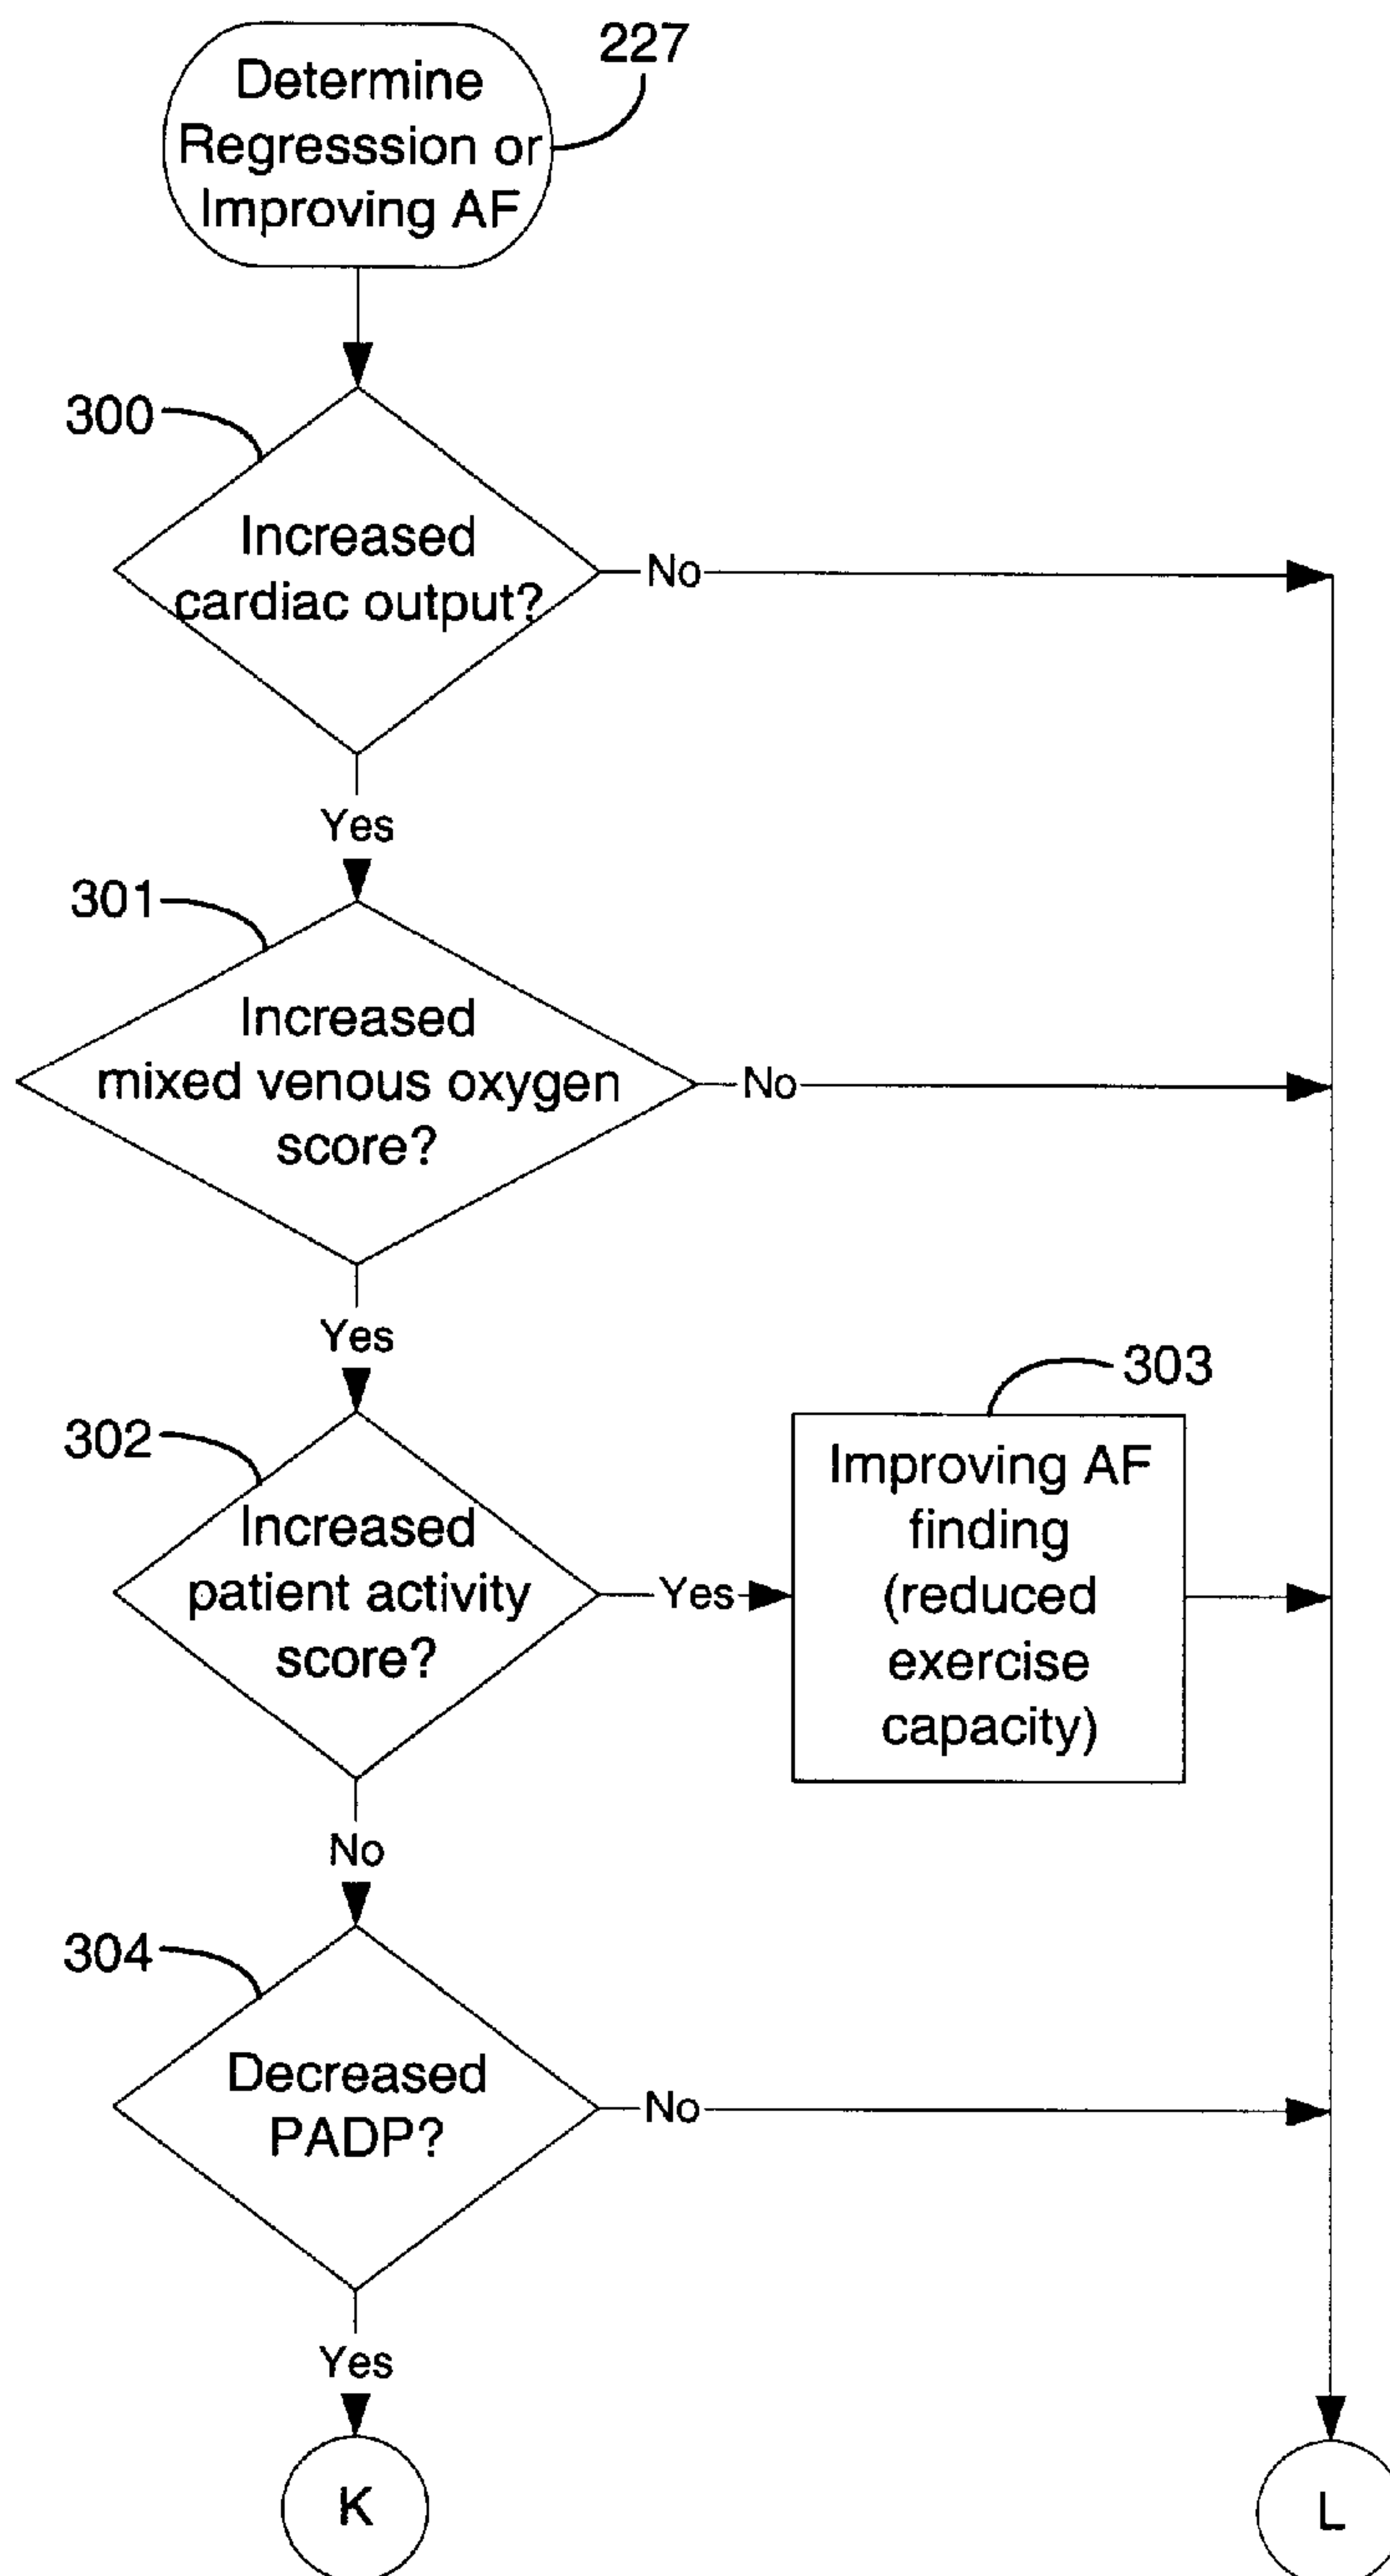 227
Determine
Regresssion or
Improving AF
300
Increased
cardiac output?
No
Yes
301
Increased
mixed venous oxygen
score?
No
Yes
302
Increased
patient activity
score?
Yes
303
Improving AF
finding
(reduced
exercise
capacity)
No
304
Decreased
PADP?
No
Yes
K
L